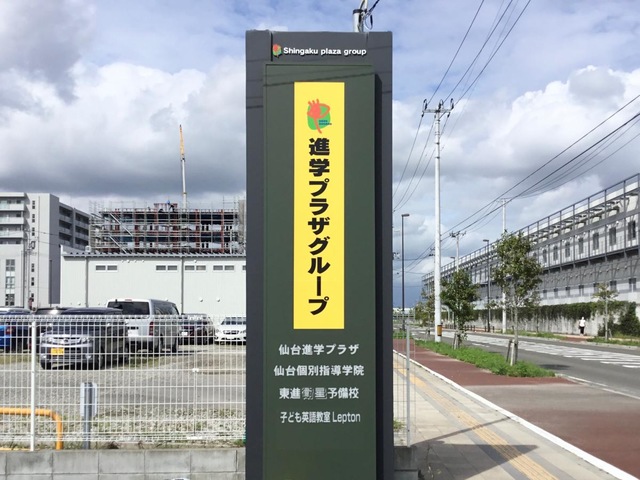 Shingaku plaza group
進学プラザグループ
仙台進学プラザ
仙台個別指導学院
東進衛星予備校
子ども英語教室 Lepton